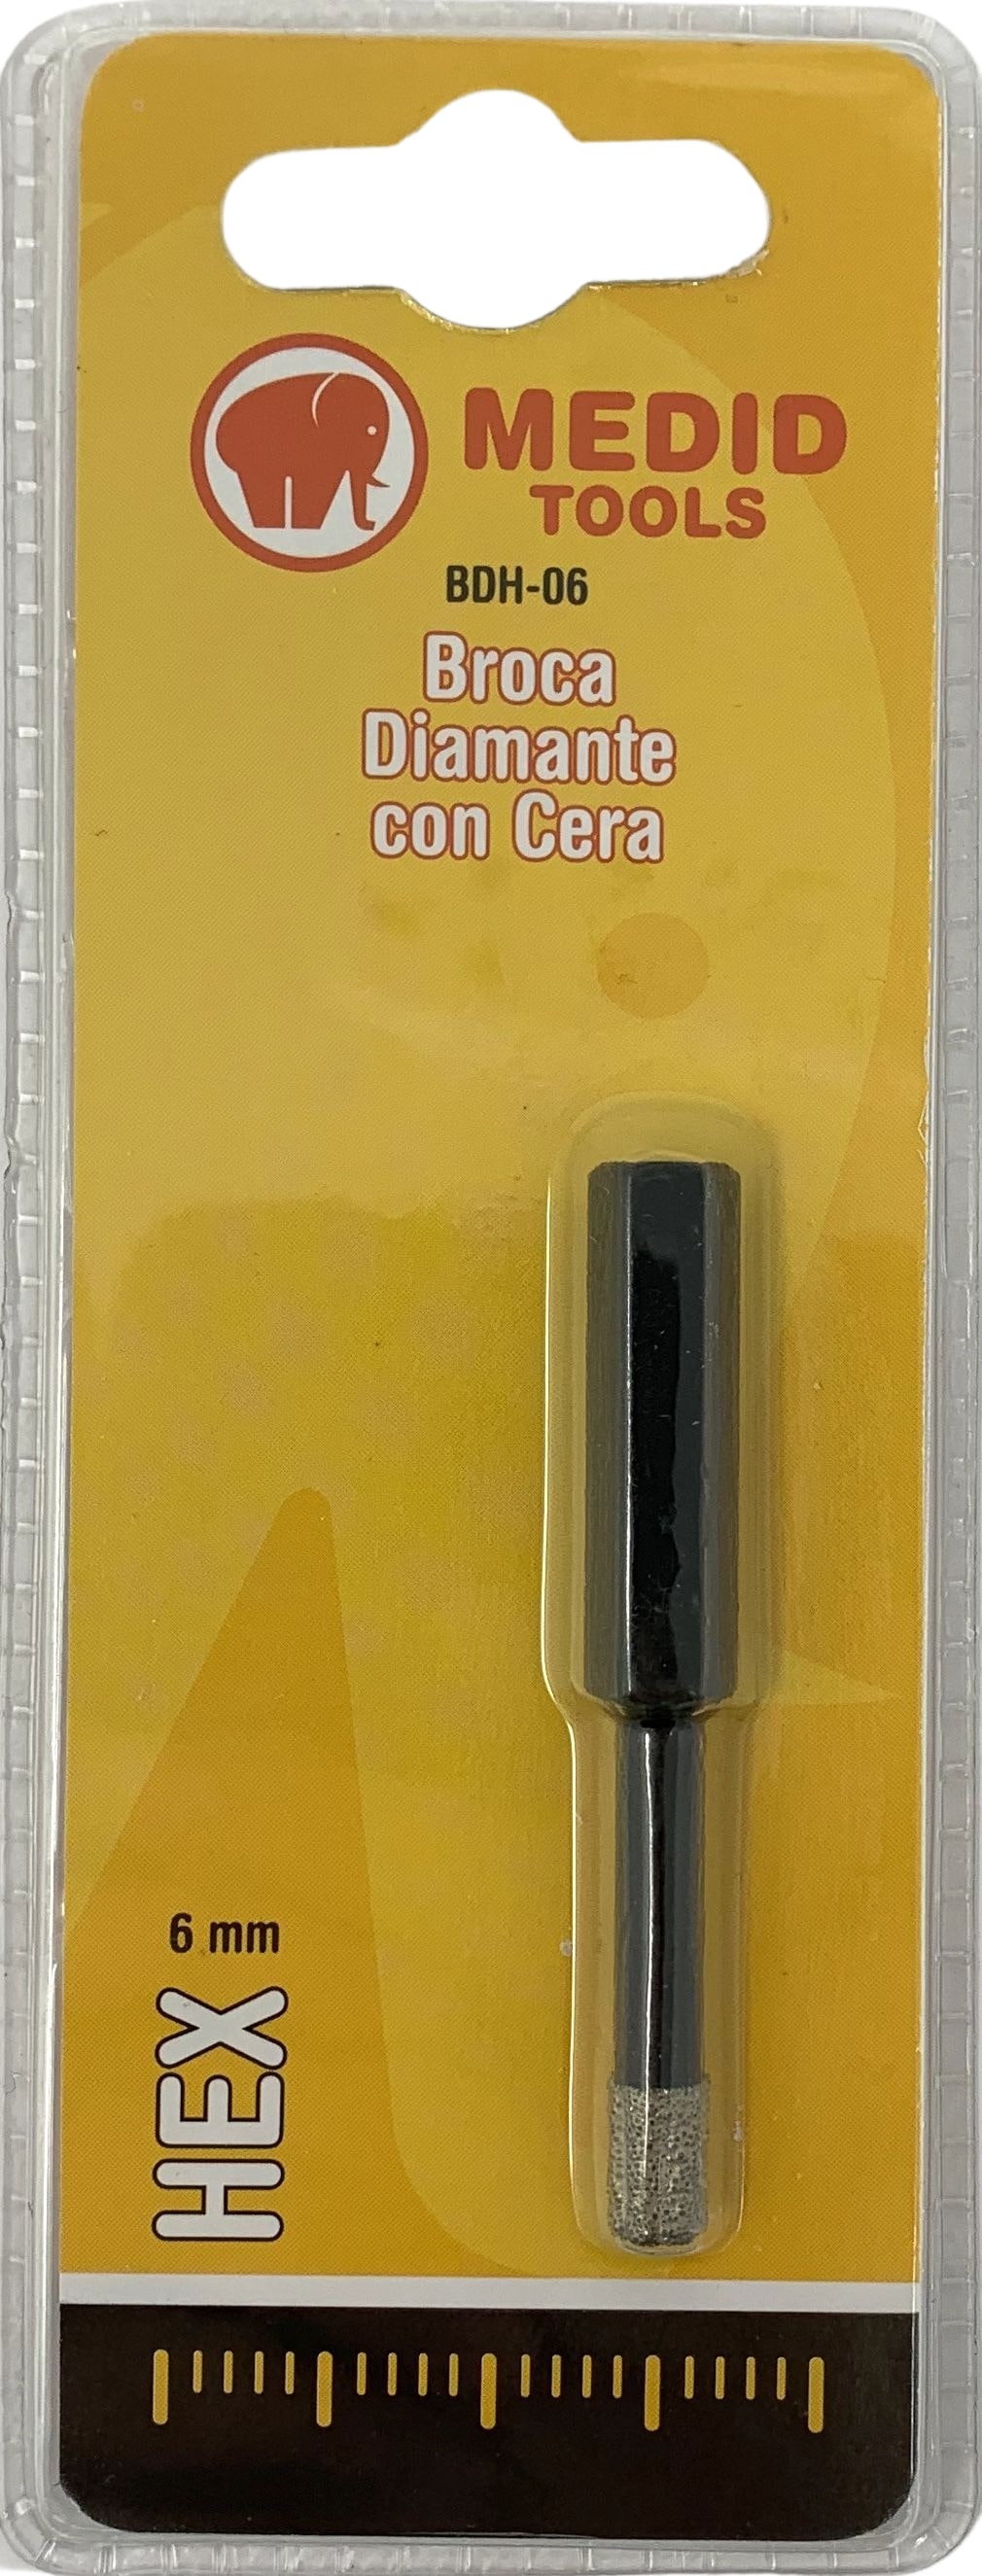 MEDID
TOOLS
BDH-06
Broca
Diamante
con Cera
6 mm
HEX